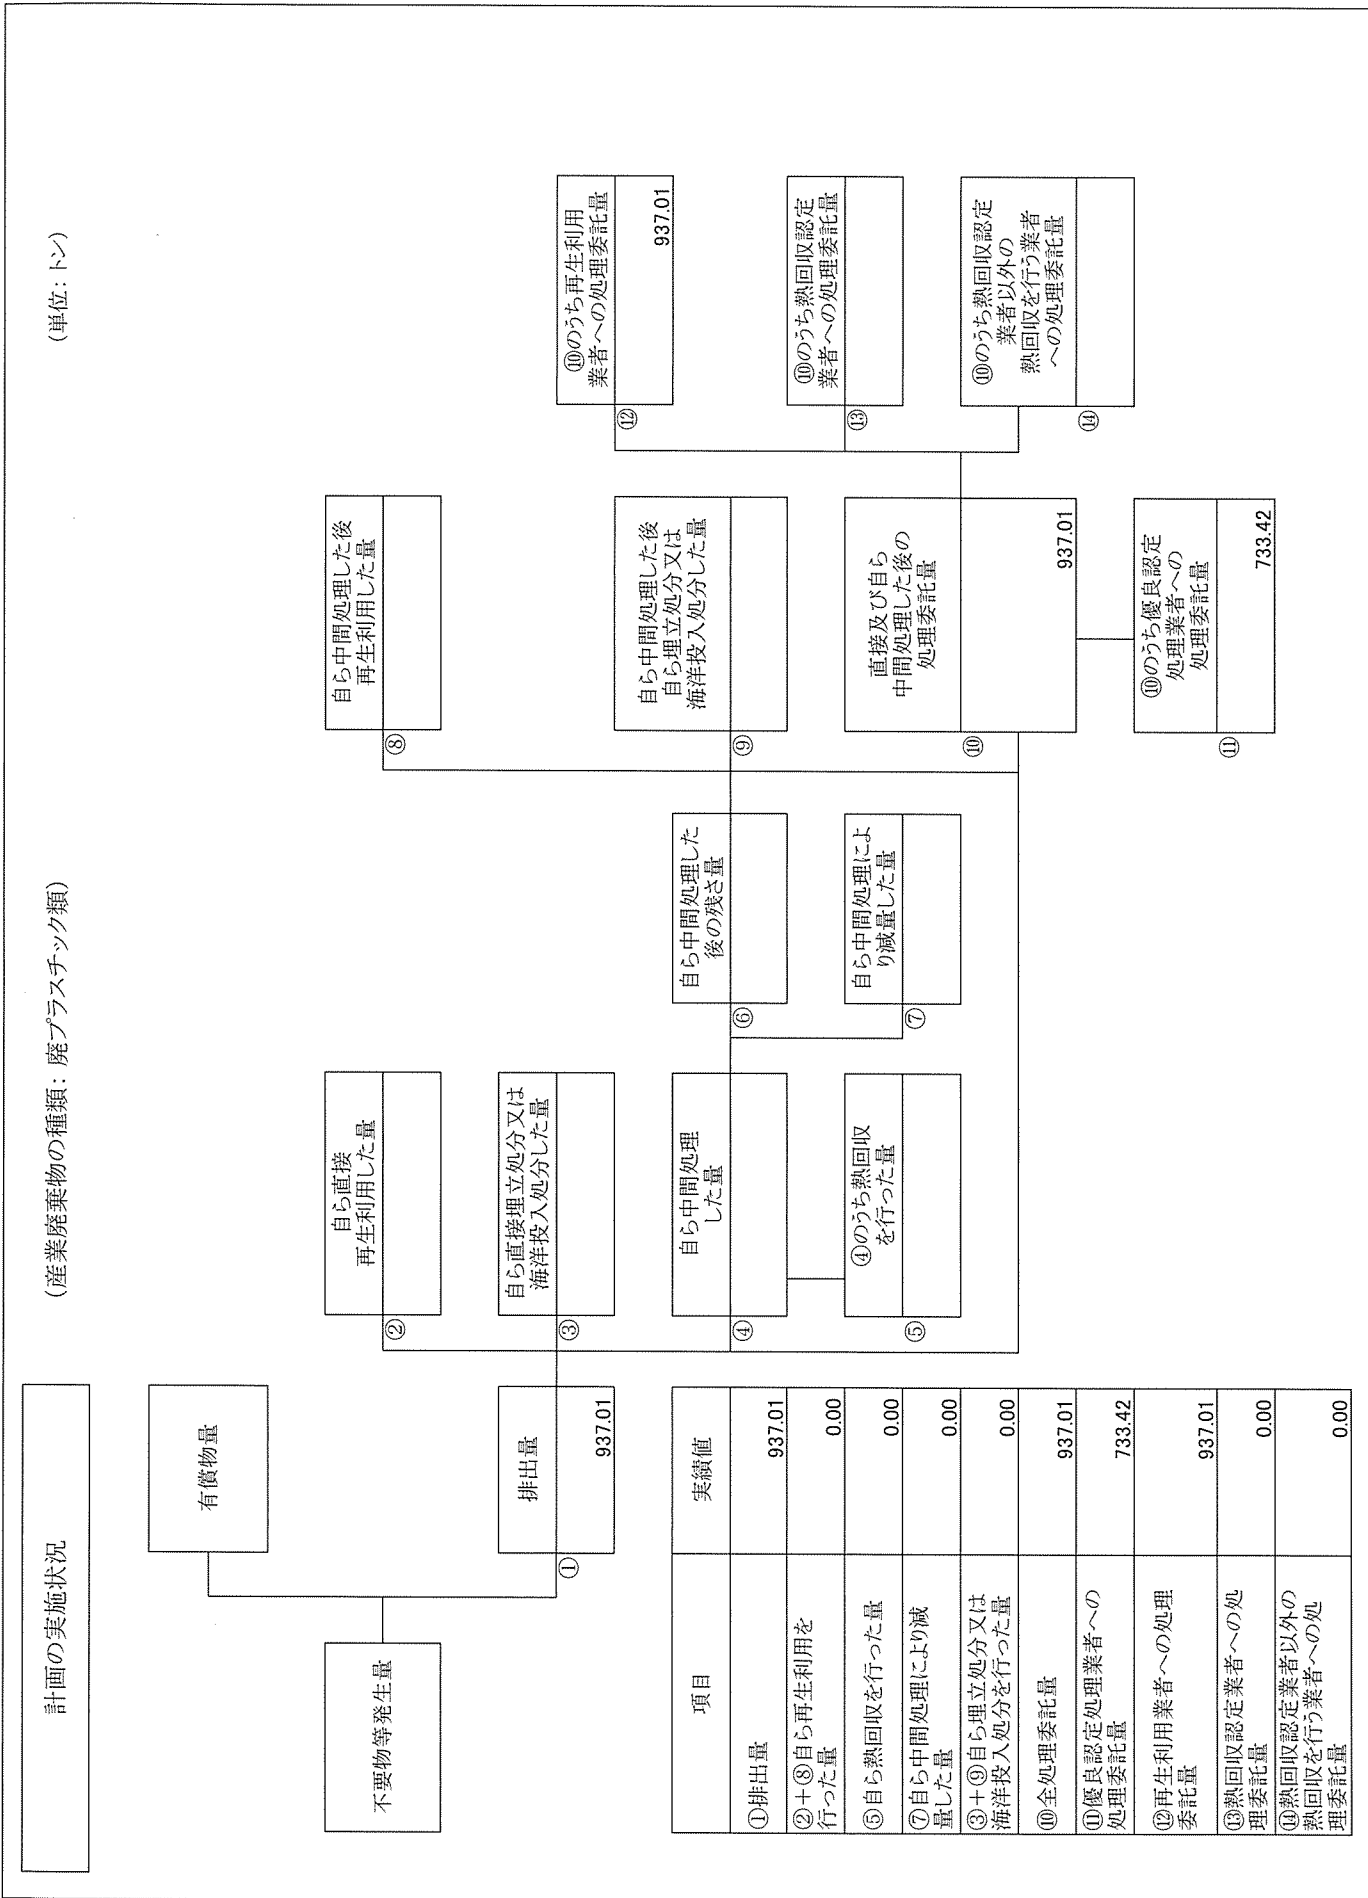 計画の実施状況
(産業廃棄物の種類: 廃プラスチック類)
(単位:トン)
不要物等発生量
有償物量
①
排出量
937.01
②
自ら直接
再生利用した量
③
自ら直接埋立処分又は
海洋投入処分した量
④
自ら中間処理
した量
⑤
④のうち熱回収
を行った量
⑥
自ら中間処理した
後の残さ量
⑦
自ら中間処理によ
り減量した量
⑧
自ら中間処理した後
再生利用した量
⑨
自ら中間処理した後
自ら埋立処分又は
海洋投入処分した量
⑩
直接及び自ら
中間処理した後の
処理委託量
937.01
⑪
⑩のうち優良認定
処理業者への
処理委託量
733.42
⑫
⑩のうち再生利用
業者への処理委託量
937.01
⑬
⑩のうち熱回収認定
業者への処理委託量
⑭
⑩のうち熱回収認定
業者以外の
熱回収を行う業者
への処理委託量
項目
実績値
①排出量
937.01
②+⑧自ら再生利用を
行った量
0.00
⑤自ら熱回収を行った量
0.00
⑦自ら中間処理により減
量した量
0.00
③+⑨自ら埋立処分又は
海洋投入処分を行った量
0.00
⑩全処理委託量
937.01
⑪優良認定処理業者への
処理委託量
733.42
⑫再生利用業者への処理
委託量
937.01
⑬熱回収認定業者への処
理委託量
0.00
⑭熱回収認定業者以外の
熱回収を行う業者への処
理委託量
0.00